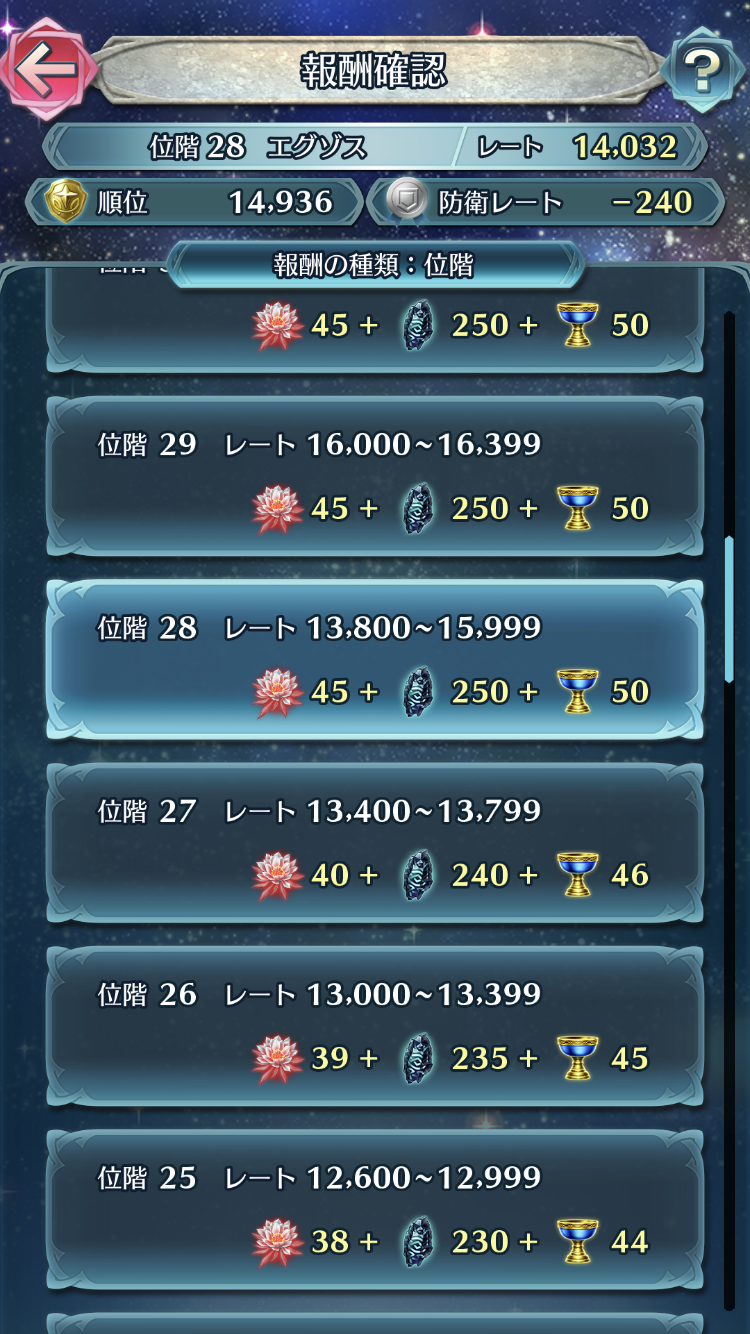 報酬確認
?
位階 28 エグゾス レート 14,032
順位 14,936 防衛レート -240
報酬の種類：位階
45 + 250 + 50
位階 29 レート 16,000~16,399
45 + 250 + 50
位階 28 レート 13,800~15,999
45 + 250 + 50
位階 27 レート 13,400~13,799
40 + 240 + 46
位階 26 レート 13,000~13,399
39 + 235 + 45
位階 25 レート 12,600~12,999
38 + 230 + 44